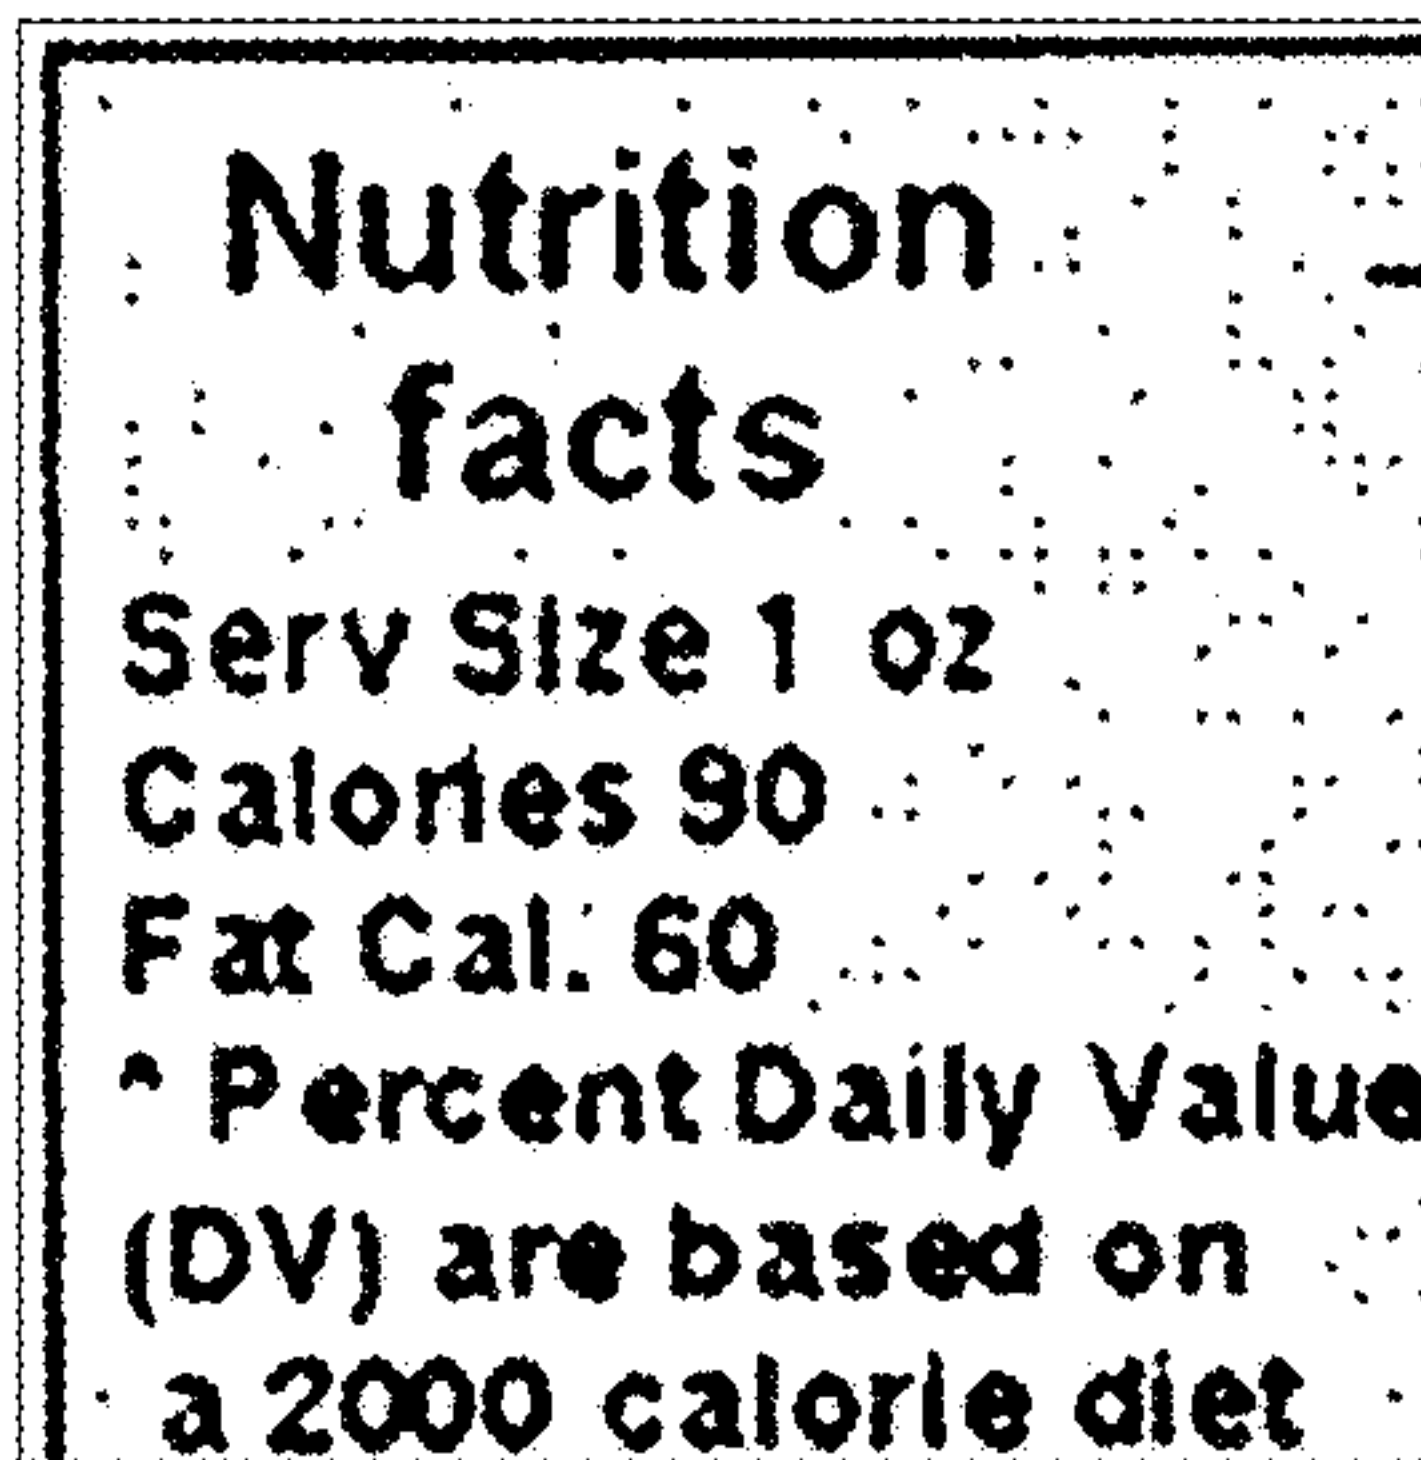 Nutrition
facts
Serv Size 1 oz
Calories 90
Fat Cal. 60
* Percent Daily Value
(DV) are based on
a 2000 calorie diet